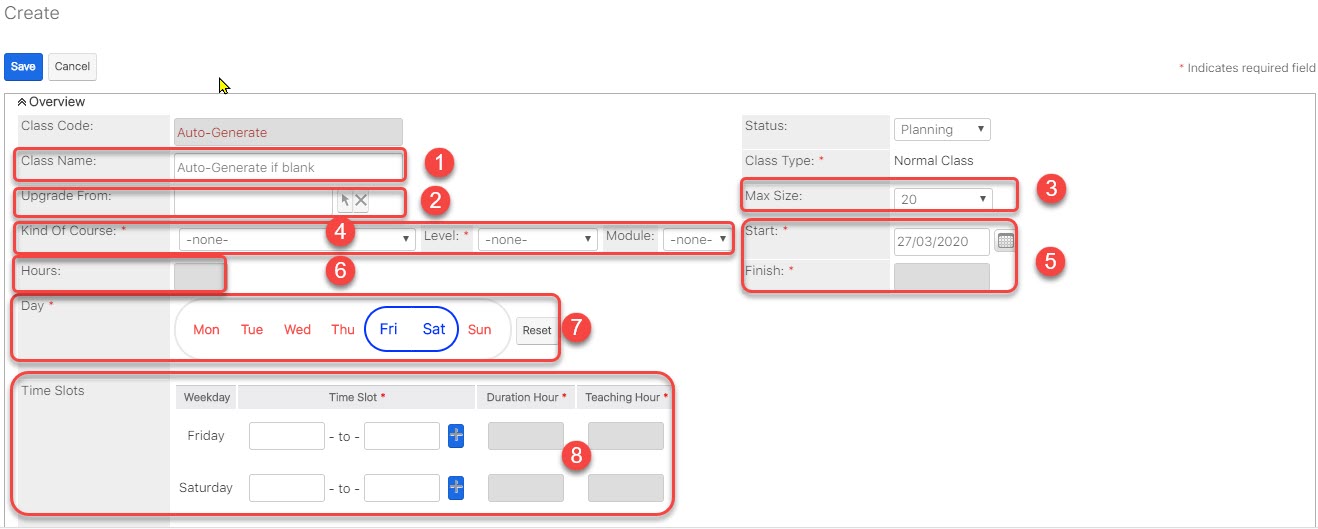 Create
Save Cancel
* Indicates required field
Overview
Class Code: Auto-Generate Status: Planning
Class Name: Auto-Generate if blank 1 Class Type: * Normal Class
Upgrade From: 2 Max Size: 20 3
Kind Of Course: * -none- 4 Level: * -none- Module: -none- Start: * 27/03/2020
Hours: 6 Finish: * 5
Day * Mon Tue Wed Thu Fri Sat Sun Reset 7
Time Slots Weekday Time Slot * Duration Hour * Teaching Hour *
Friday - to - 8
Saturday - to -